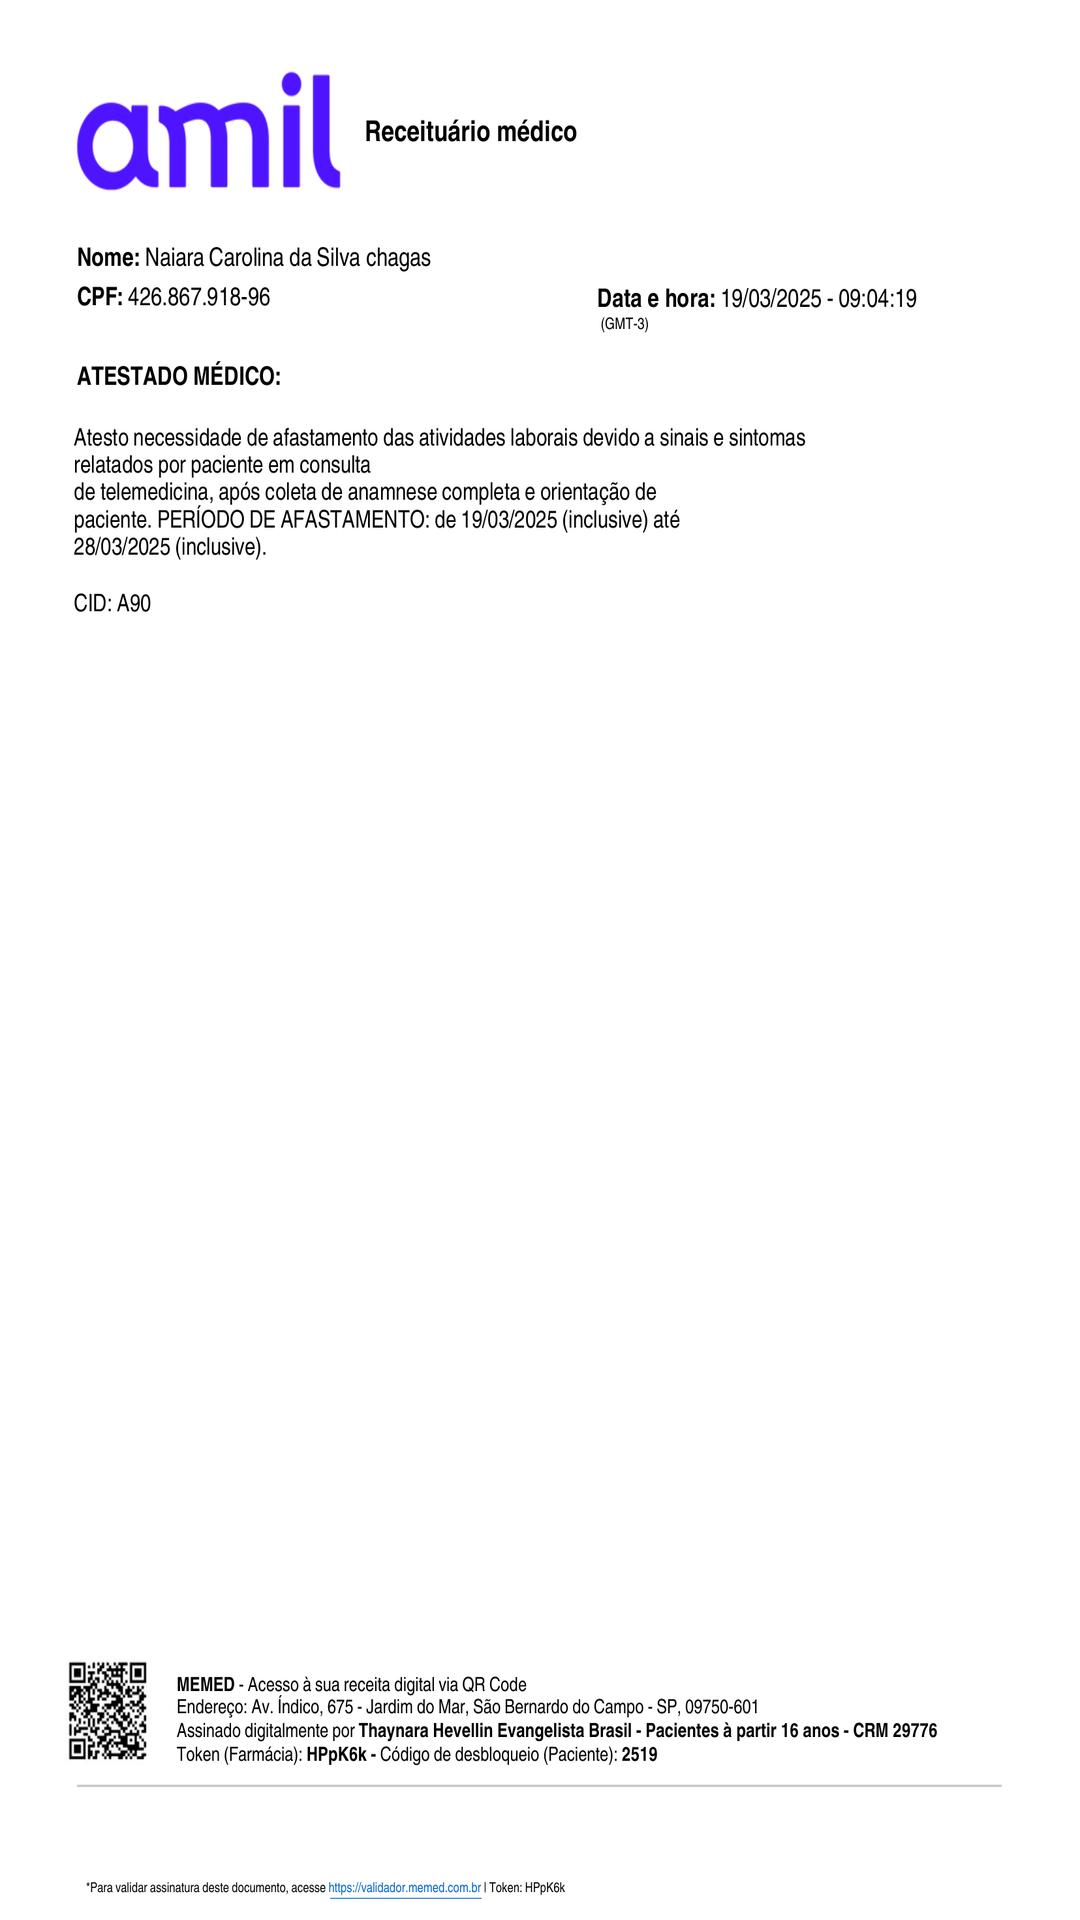 amil
Receituário médico
Nome: Naiara Carolina da Silva chagas
CPF: 426.867.918-96
Data e hora: 19/03/2025 - 09:04:19
(GMT-3)
ATESTADO MÉDICO:
Atesto necessidade de afastamento das atividades laborais devido a sinais e sintomas
relatados por paciente em consulta
de telemedicina, após coleta de anamnese completa e orientação de
paciente. PERÍODO DE AFASTAMENTO: de 19/03/2025 (inclusive) até
28/03/2025 (inclusive).
CID: A90
MEMED - Acesso à sua receita digital via QR Code
Endereço: Av. Índico, 675 - Jardim do Mar, São Bernardo do Campo - SP, 09750-601
Assinado digitalmente por Thaynara Hevellin Evangelista Brasil - Pacientes à partir 16 anos - CRM 29776
Token (Farmácia): HPpK6k - Código de desbloqueio (Paciente): 2519
*Para validar assinatura deste documento, acesse https://validador.memed.com.br | Token: HPpK6k